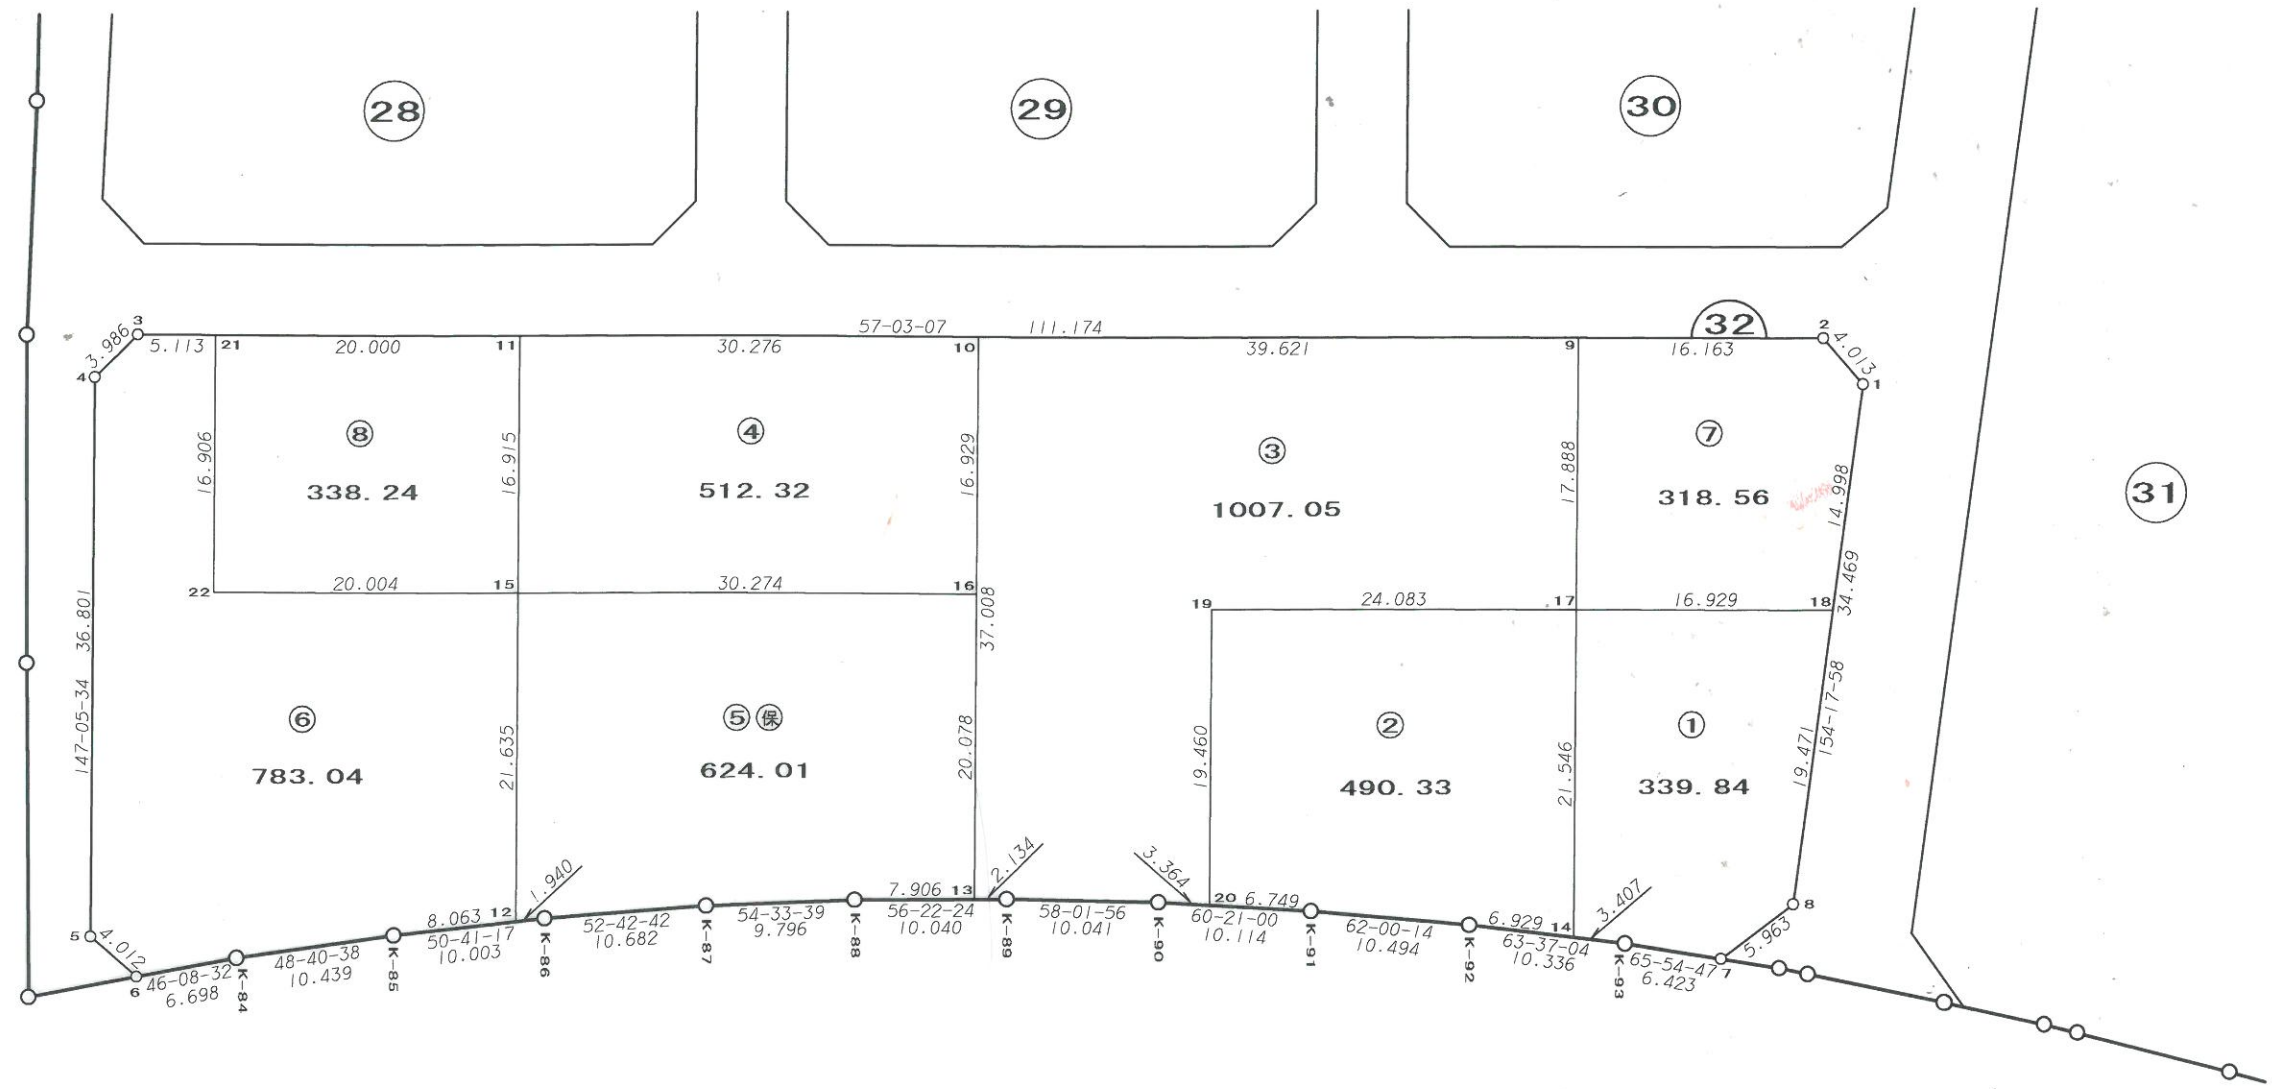 28
29
30
31
32
57-03-07 111.174
3 2
3.986 4.013
5.113 21 20.000 11 30.276 10 39.621 9 16.163
4 1
⑧ ④ ③ ⑦
16.906 16.915 16.929 17.888 14.998
338.24 512.32 1007.05 318.56
34.469
22 20.004 15 30.274 16
19 24.083 17 16.929 18
147-05-34 36.801
37.008
154-17-58
⑥ ⑤ 保 ② ①
21.635 20.078 19.460 21.546 19.471
783.04 624.01 490.33 339.84
1.940 2.134 3.364 3.407
5 4.012 8.063 12 7.906 13 20 6.749 6.929 14 8
5.963
6 46-08-32 48-40-38 50-41-17 52-42-42 54-33-39 56-22-24 58-01-56 60-21-00 62-00-14 63-37-04 65-54-47 7
6.698 10.439 10.003 10.682 9.796 10.040 10.041 10.114 10.494 10.336 6.423
K-84 K-85 K-86 K-87 K-88 K-89 K-90 K-91 K-92 K-93